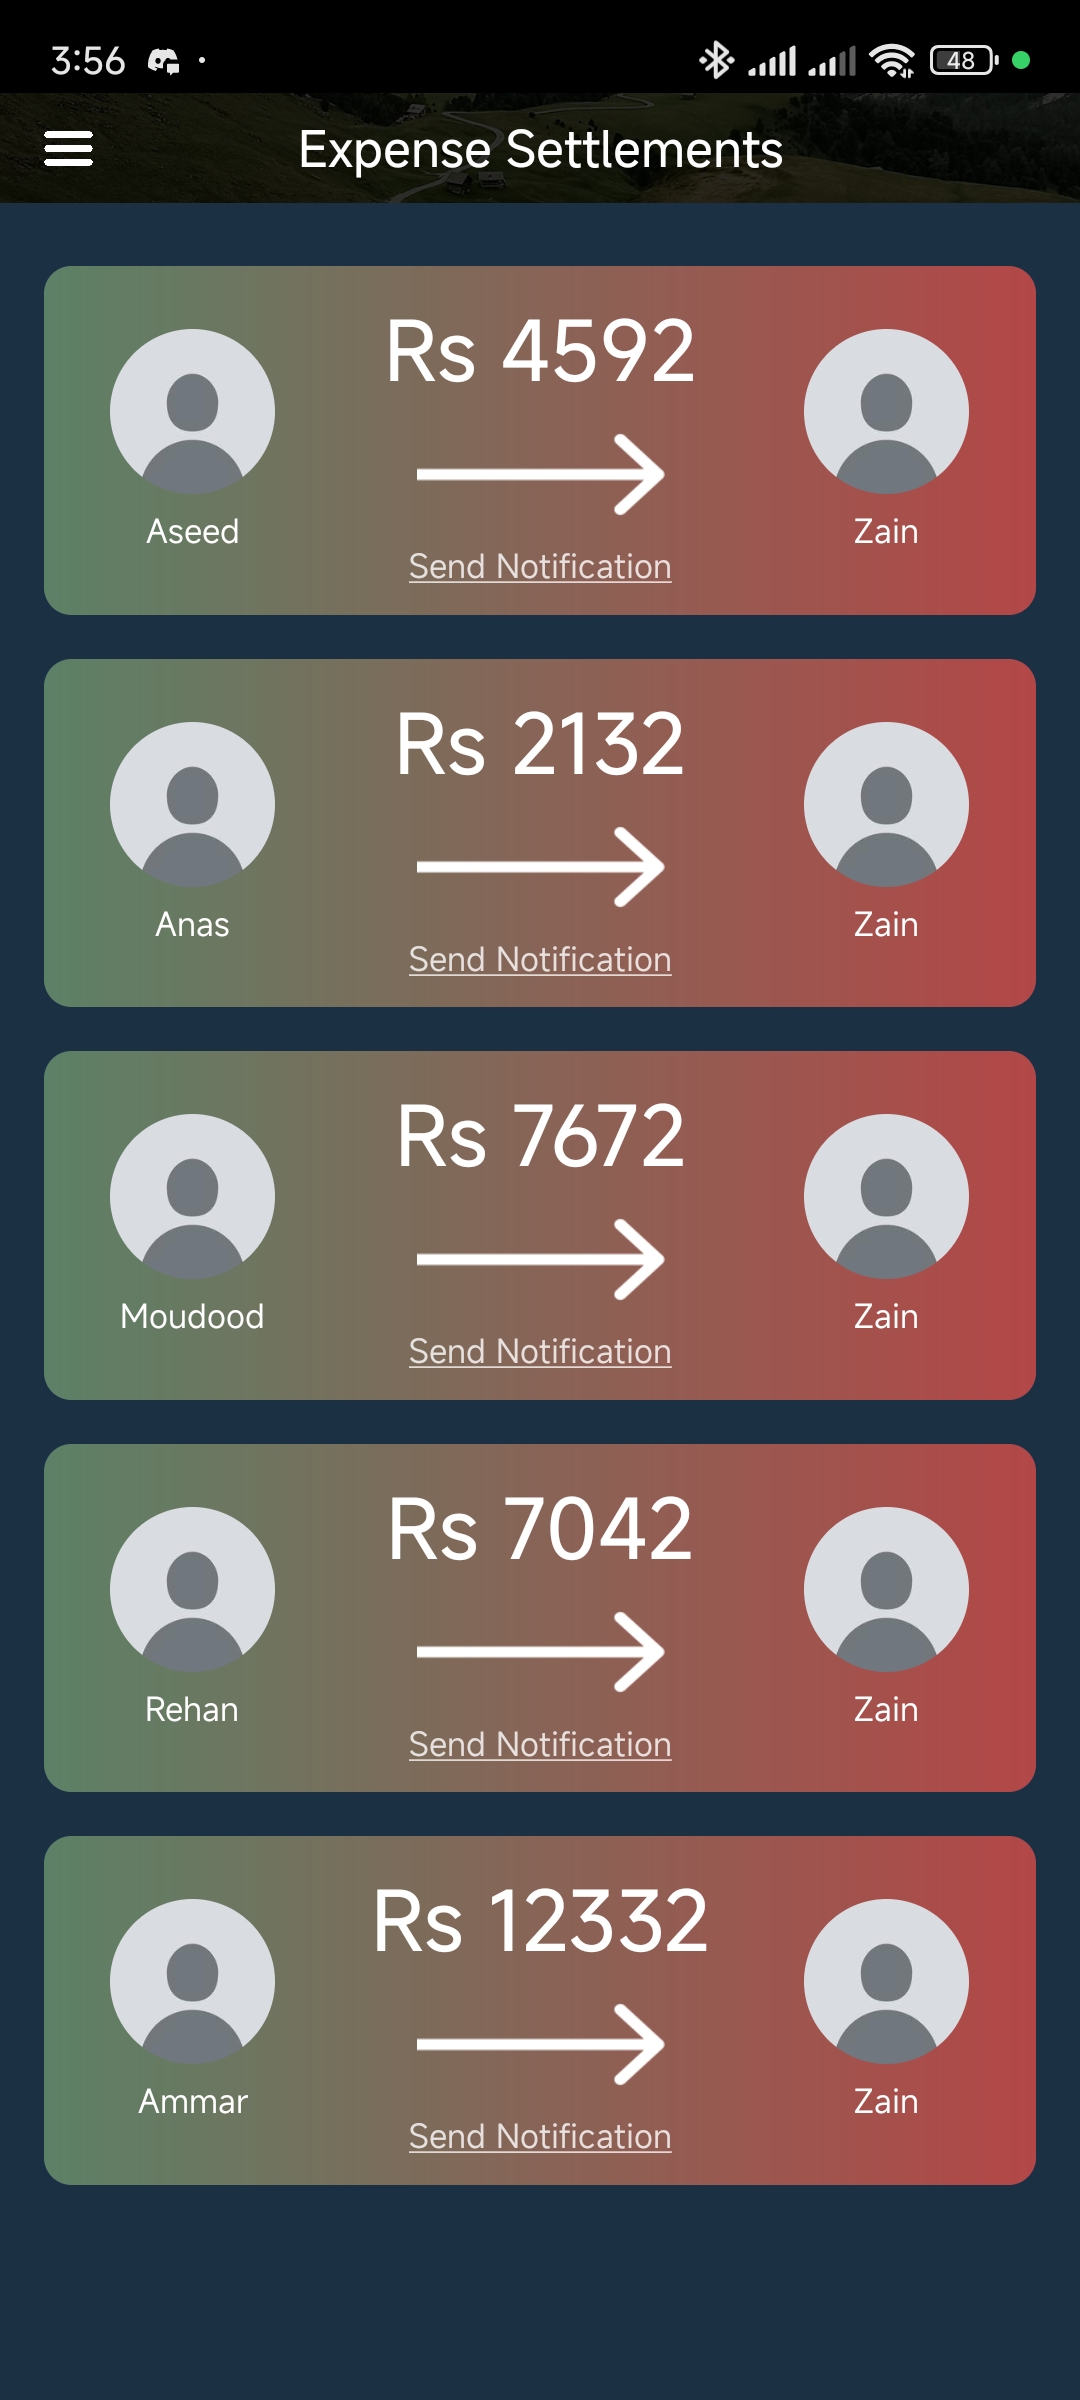 3:56
48
Expense Settlements
Rs 4592
Aseed
Zain
Send Notification
Rs 2132
Anas
Zain
Send Notification
Rs 7672
Moudood
Zain
Send Notification
Rs 7042
Rehan
Zain
Send Notification
Rs 12332
Ammar
Zain
Send Notification